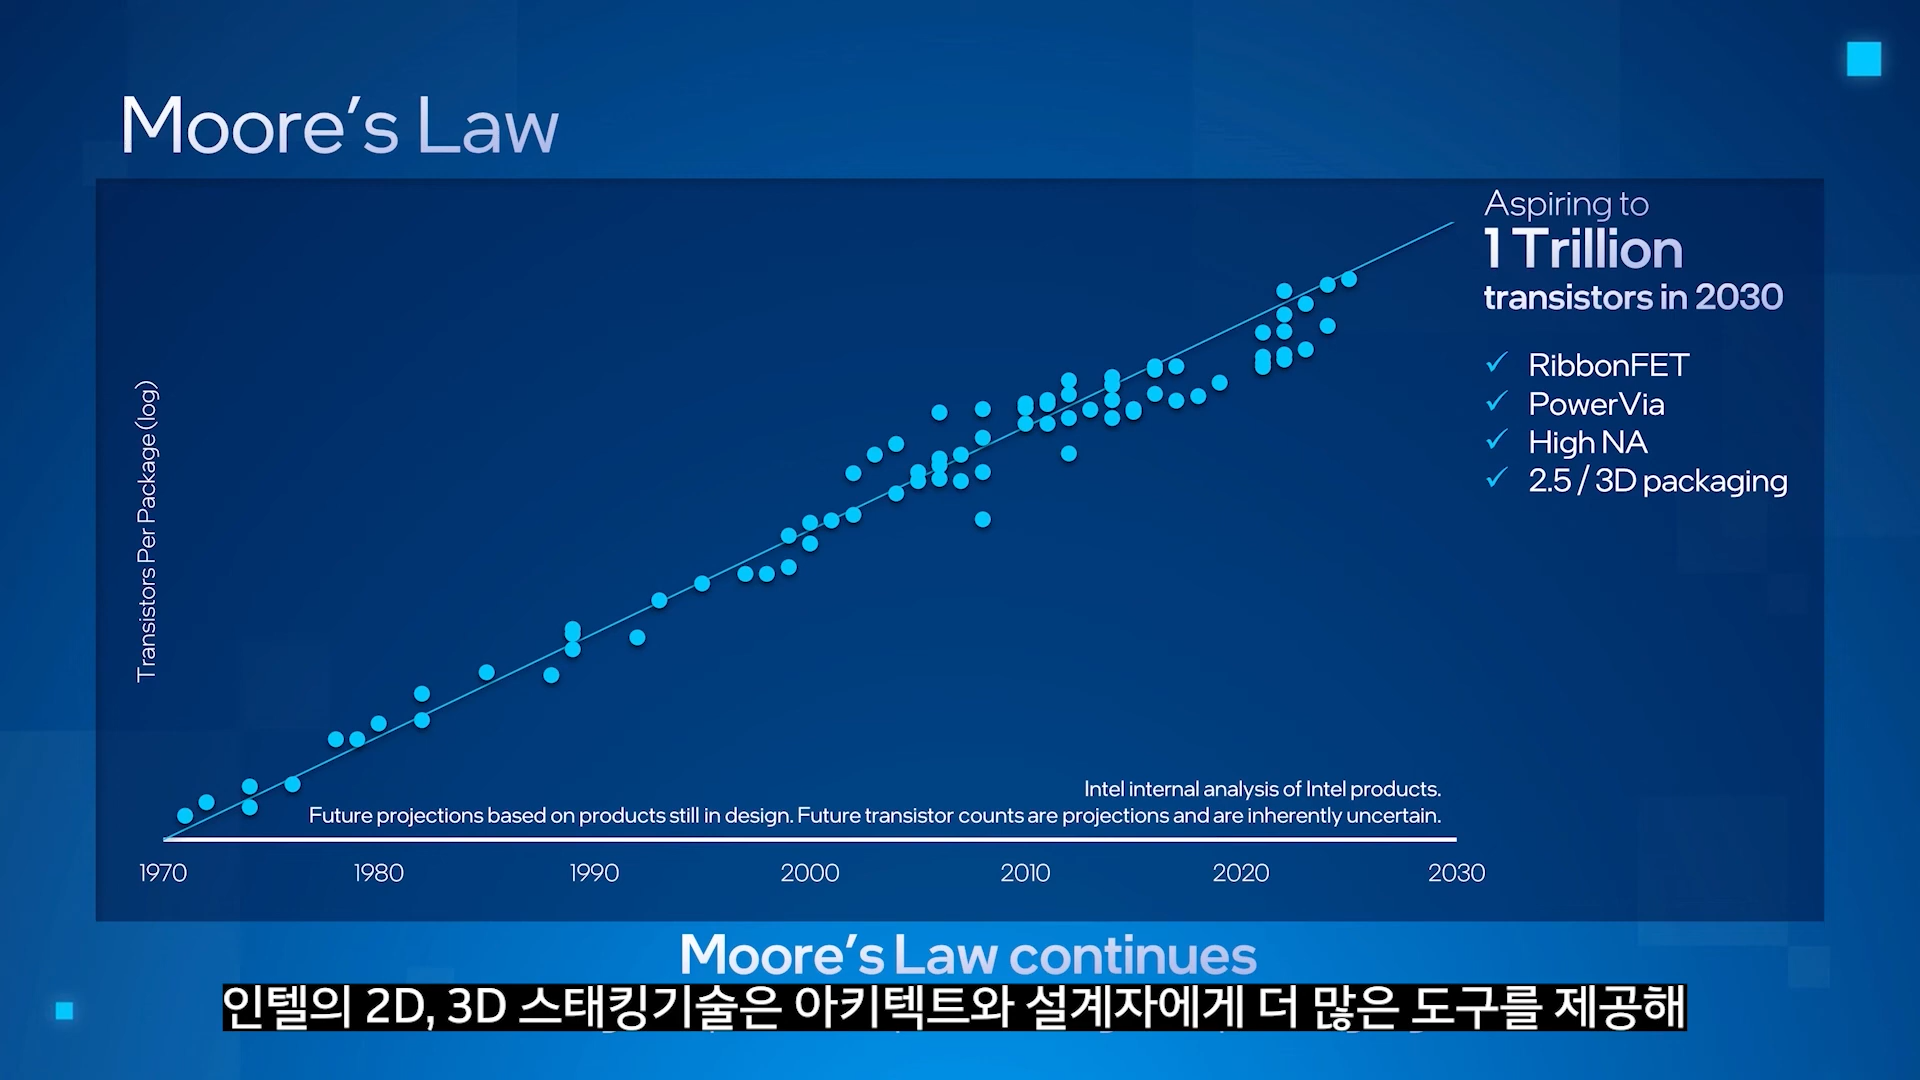 Moore's Law
Aspiring to
1 Trillion
transistors in 2030
✓ RibbonFET
✓ PowerVia
✓ High NA
✓ 2.5 / 3D packaging
Transistors Per Package (log)
Intel internal analysis of Intel products.
Future projections based on products still in design. Future transistor counts are projections and are inherently uncertain.
1970 1980 1990 2000 2010 2020 2030
Moore's Law continues
인텔의 2D, 3D 스태킹기술은 아키텍트와 설계자에게 더 많은 도구를 제공해